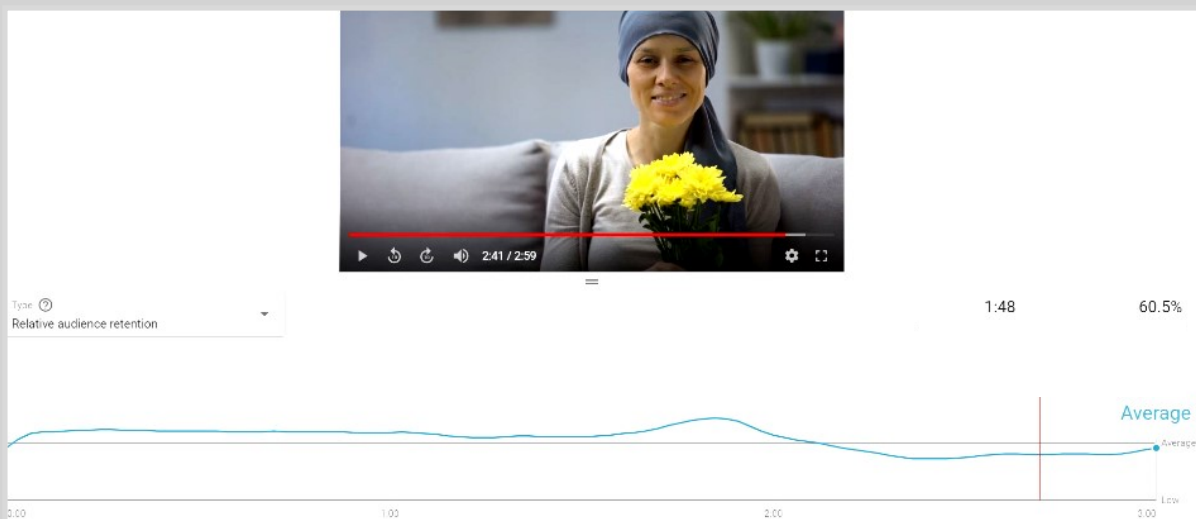 2:41 / 2:59
Type
Relative audience retention
1:48
60.5%
Average
Average
Low
0:00
1:00
2:00
3:00